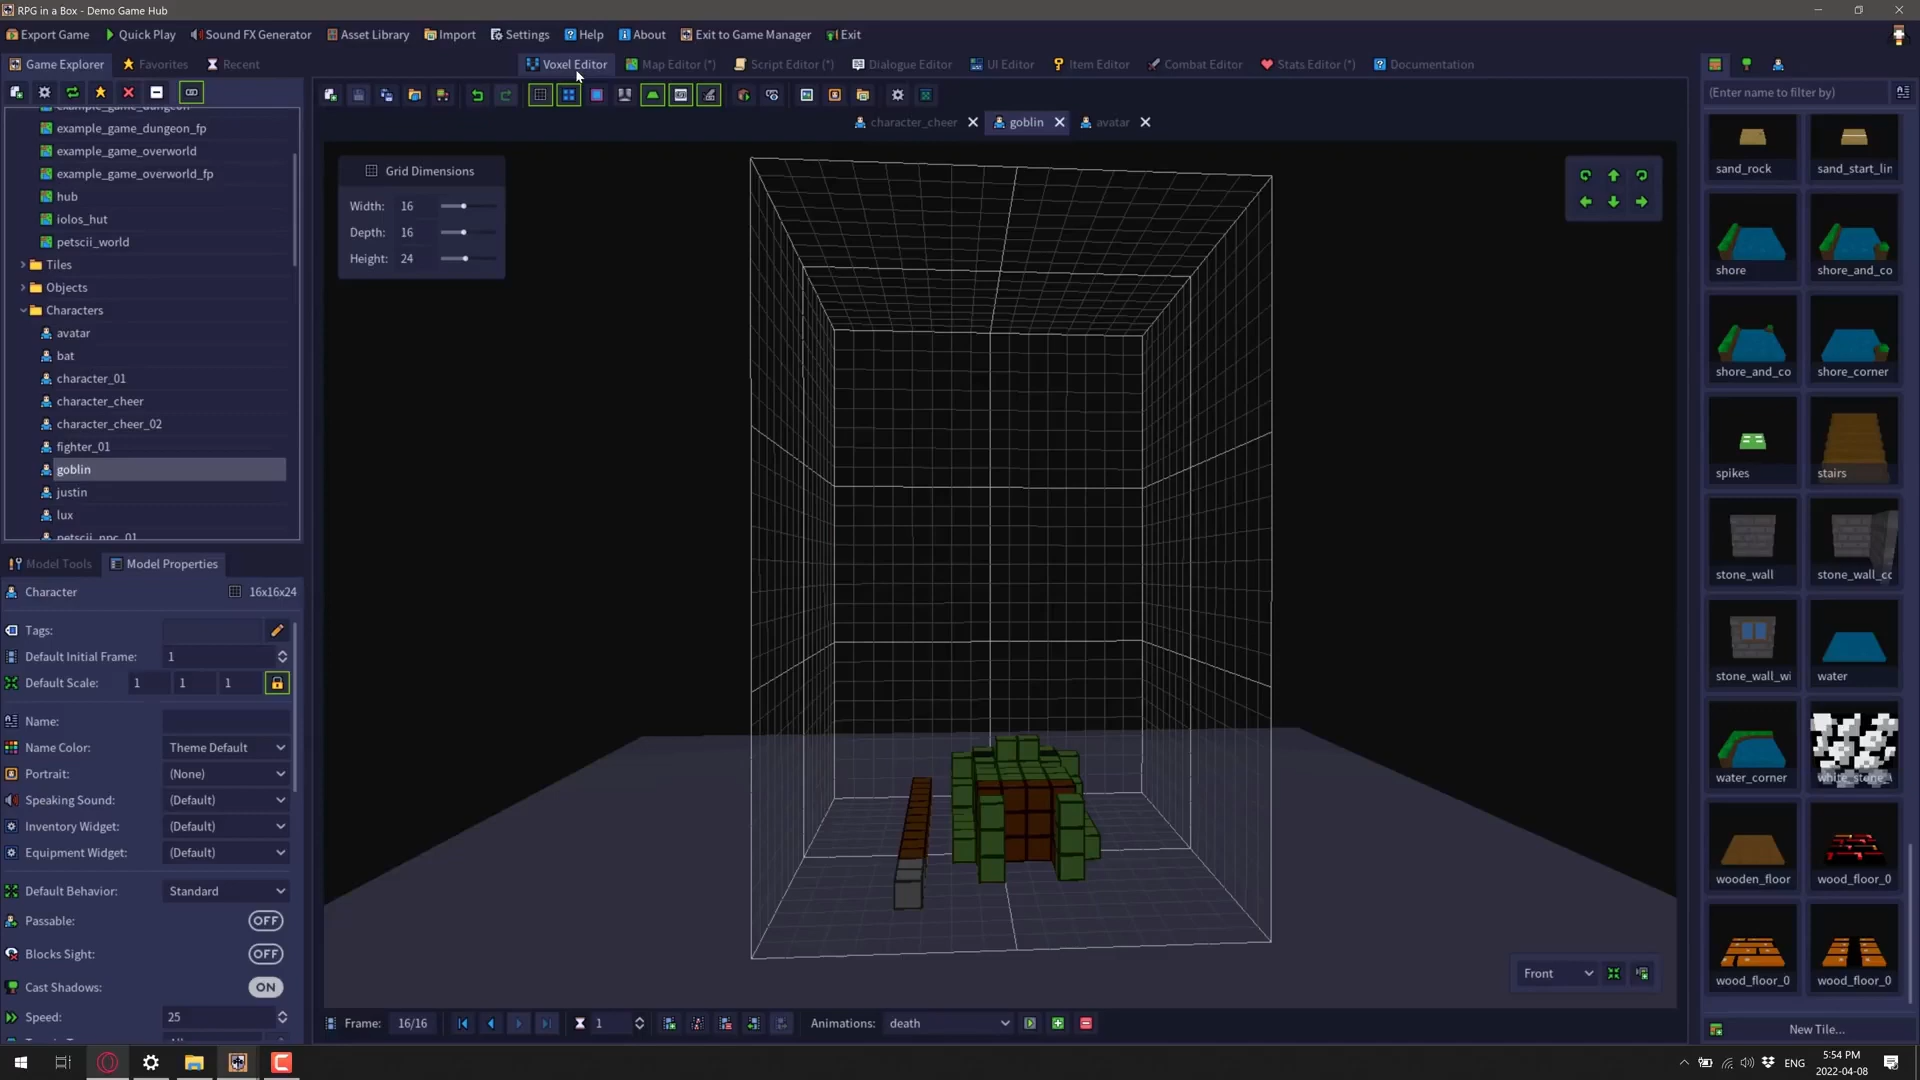 RPG in a Box - Demo Game Hub
Export Game Quick Play Sound FX Generator Asset Library Import Settings Help About Exit to Game Manager Exit
Game Explorer Favorites Recent
Voxel Editor Map Editor (*) Script Editor (*) Dialogue Editor UI Editor Item Editor Combat Editor Stats Editor (*) Documentation
character_cheer goblin avatar
example_game_dungeon
example_game_dungeon_fp
example_game_overworld
example_game_overworld_fp
hub
iolos_hut
petscii_world
Tiles
Objects
Characters
avatar
bat
character_01
character_cheer
character_cheer_02
fighter_01
goblin
justin
lux
petscii_npc_01
Model Tools Model Properties
Character 16x16x24
Tags:
Default Initial Frame: 1
Default Scale: 1 1 1
Name:
Name Color: Theme Default
Portrait: (None)
Speaking Sound: (Default)
Inventory Widget: (Default)
Equipment Widget: (Default)
Default Behavior: Standard
Passable: OFF
Blocks Sight: OFF
Cast Shadows: ON
Speed: 25
Grid Dimensions
Width: 16
Depth: 16
Height: 24
Front
Frame: 16/16 1 Animations: death
(Enter name to filter by)
sand_rock sand_start_lin
shore shore_and_co
shore_and_co shore_corner
spikes stairs
stone_wall stone_wall_cc
stone_wall_wi water
water_corner white_stone_
wooden_floor wood_floor_0
wood_floor_0 wood_floor_0
New Tile...
ENG
5:54 PM
2022-04-08